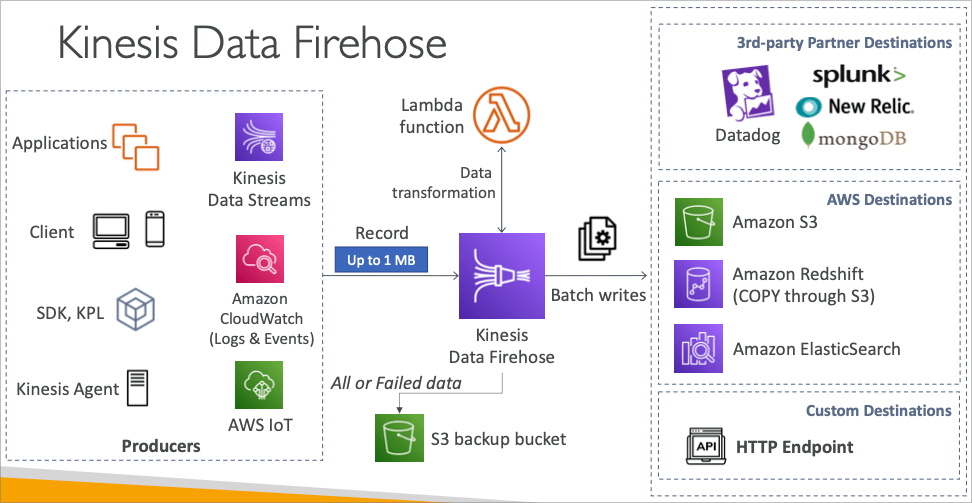 Kinesis Data Firehose
Applications
Client
SDK, KPL
Kinesis Agent
Kinesis
Data Streams
Amazon
CloudWatch
(Logs & Events)
AWS IoT
Producers
Lambda
function
Data
transformation
Record
Up to 1 MB
Kinesis
Data Firehose
All or Failed data
S3 backup bucket
Batch writes
3rd-party Partner Destinations
Datadog
splunk>
New Relic.
mongoDB
AWS Destinations
Amazon S3
Amazon Redshift
(COPY through S3)
Amazon ElasticSearch
Custom Destinations
API
HTTP Endpoint